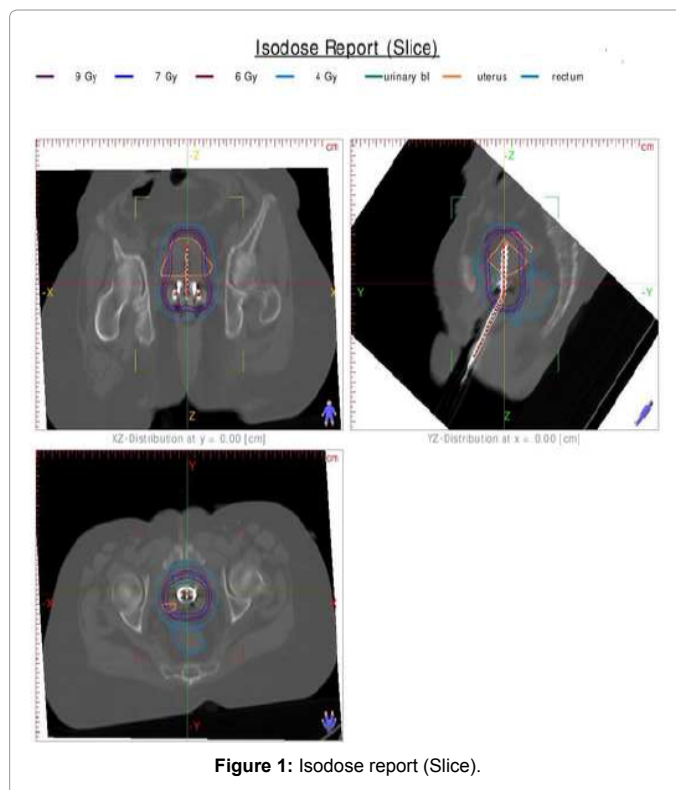 Isodose Report (Slice)
9 Gy 7 Gy 6 Gy 4 Gy urinary bl uterus rectum
cm
-Z
-X
X
Z
XZ-Distribution at y = 0.00 [cm]
cm
-Z
Y
-Y
Z
YZ-Distribution at x = 0.00 [cm]
cm
Y
-X
X
-Y
Figure 1: Isodose report (Slice).